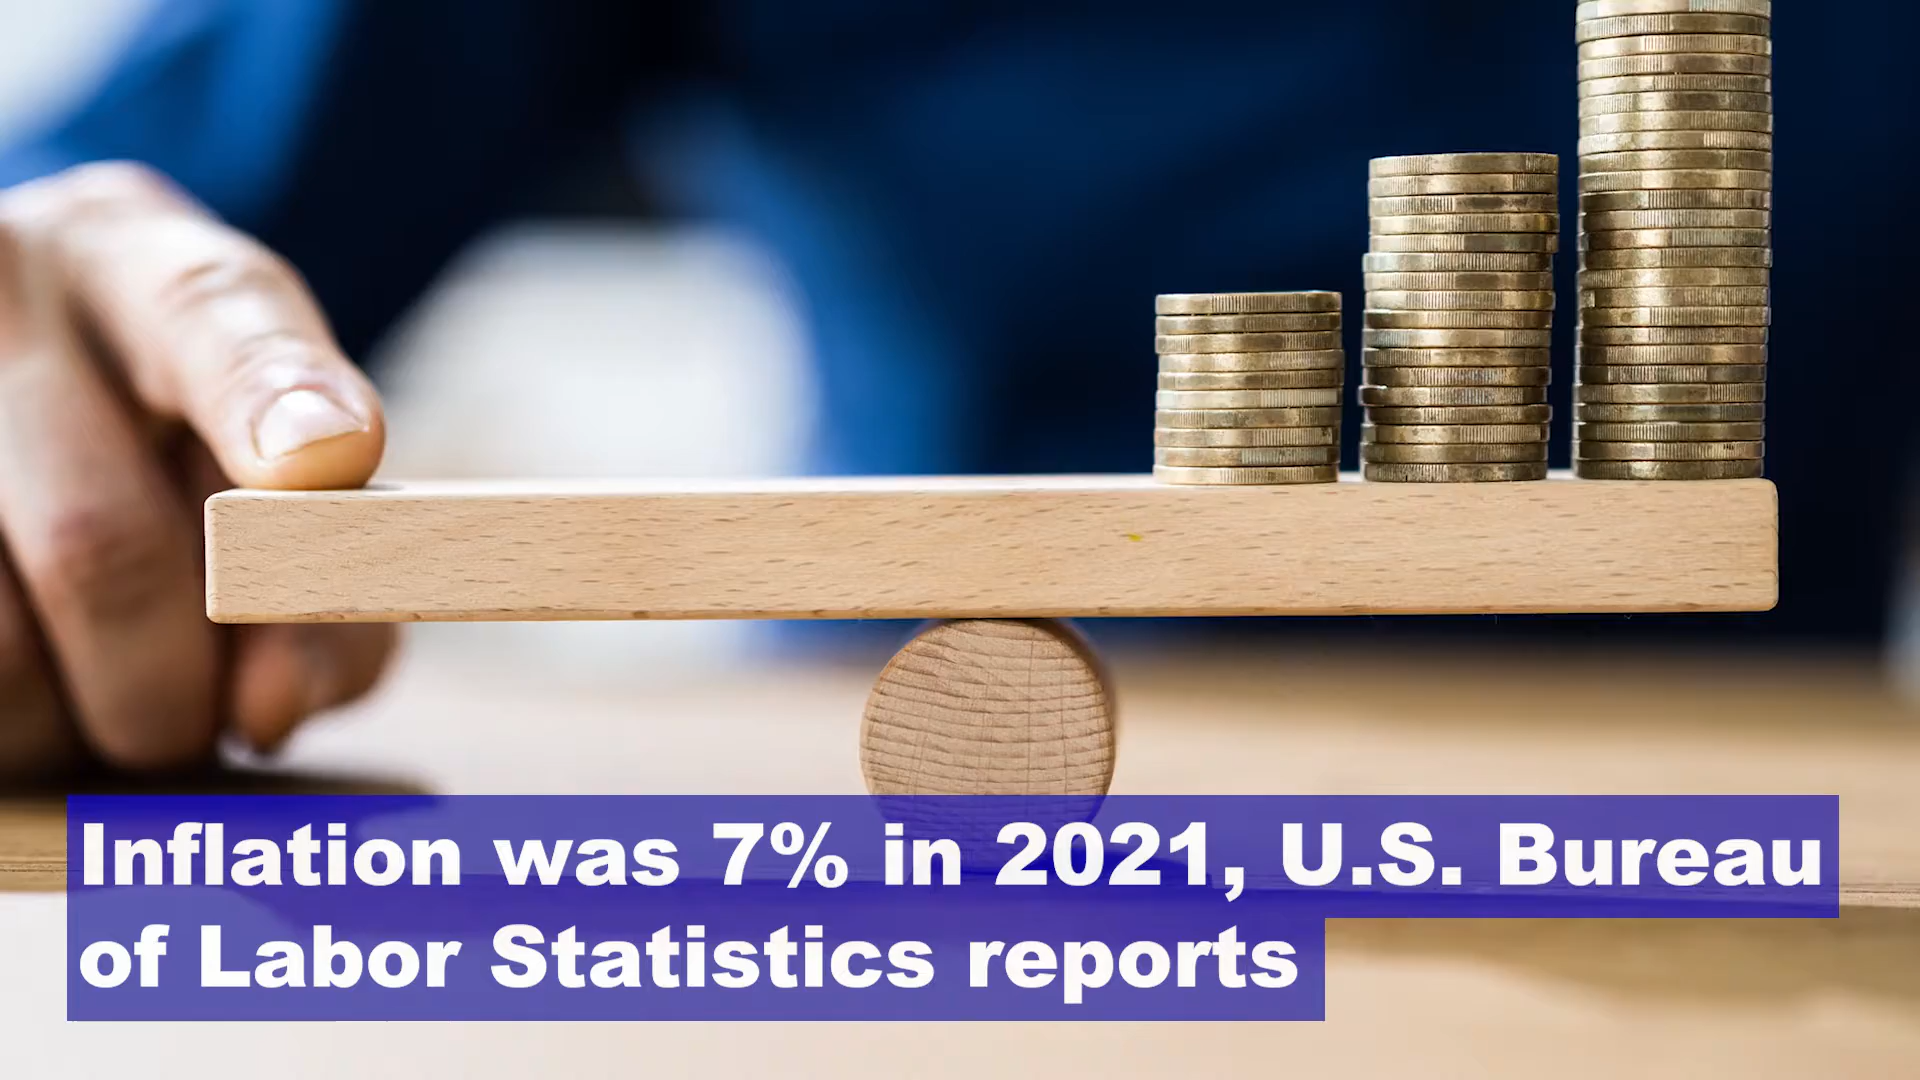 Inflation was 7% in 2021, U.S. Bureau
of Labor Statistics reports